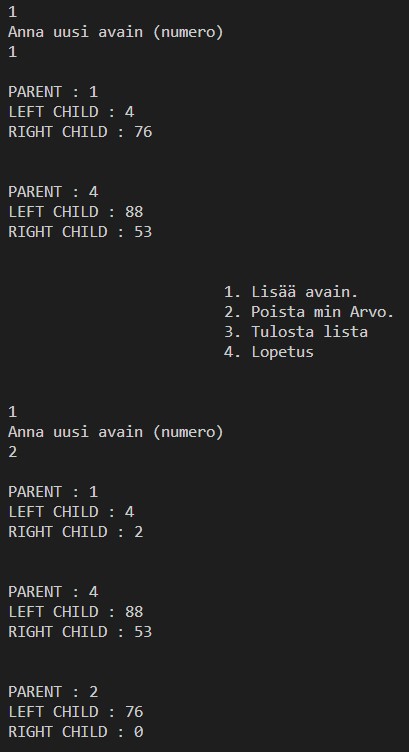 1
Anna uusi avain (numero)
1
PARENT : 1
LEFT CHILD : 4
RIGHT CHILD : 76
PARENT : 4
LEFT CHILD : 88
RIGHT CHILD : 53
1. Lisää avain.
2. Poista min Arvo.
3. Tulosta lista
4. Lopetus
1
Anna uusi avain (numero)
2
PARENT : 1
LEFT CHILD : 4
RIGHT CHILD : 2
PARENT : 4
LEFT CHILD : 88
RIGHT CHILD : 53
PARENT : 2
LEFT CHILD : 76
RIGHT CHILD : 0